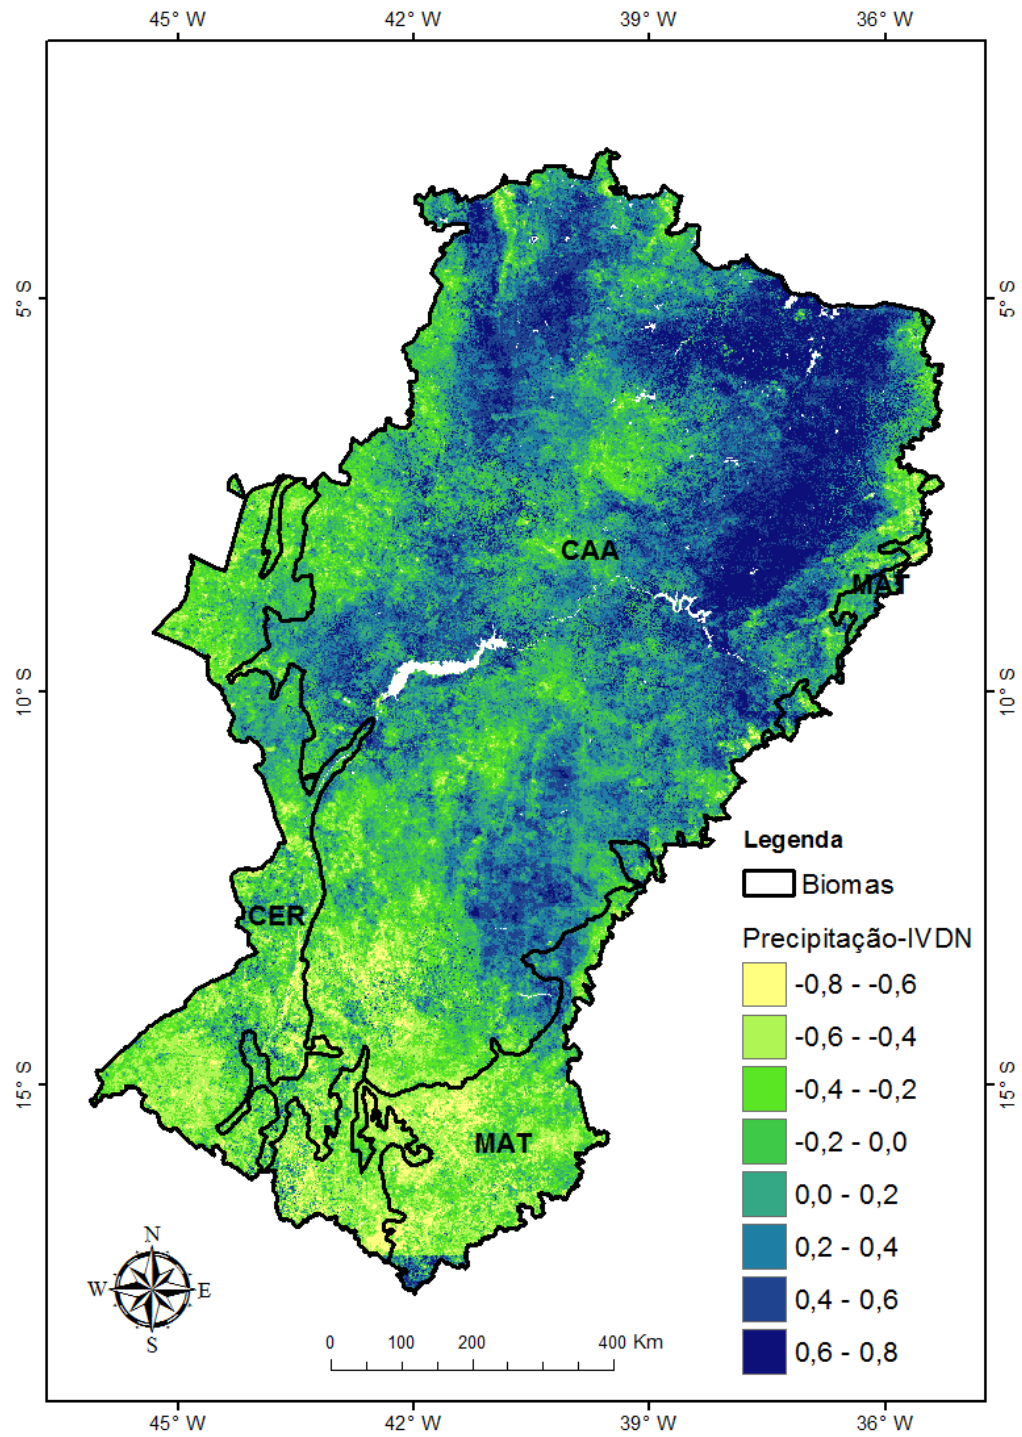 45° W 42° W 39° W 36° W
5° S 5° S
CAA
MAT
10° S 10° S
Legenda
Biomas
CER
Precipitação-IVDN
-0,8 - -0,6
-0,6 - -0,4
-0,4 - -0,2
-0,2 - 0,0
0,0 - 0,2
0,2 - 0,4
0,4 - 0,6
0,6 - 0,8
15° S 15° S
MAT
N
W E
S
0 100 200 400 Km
45° W 42° W 39° W 36° W